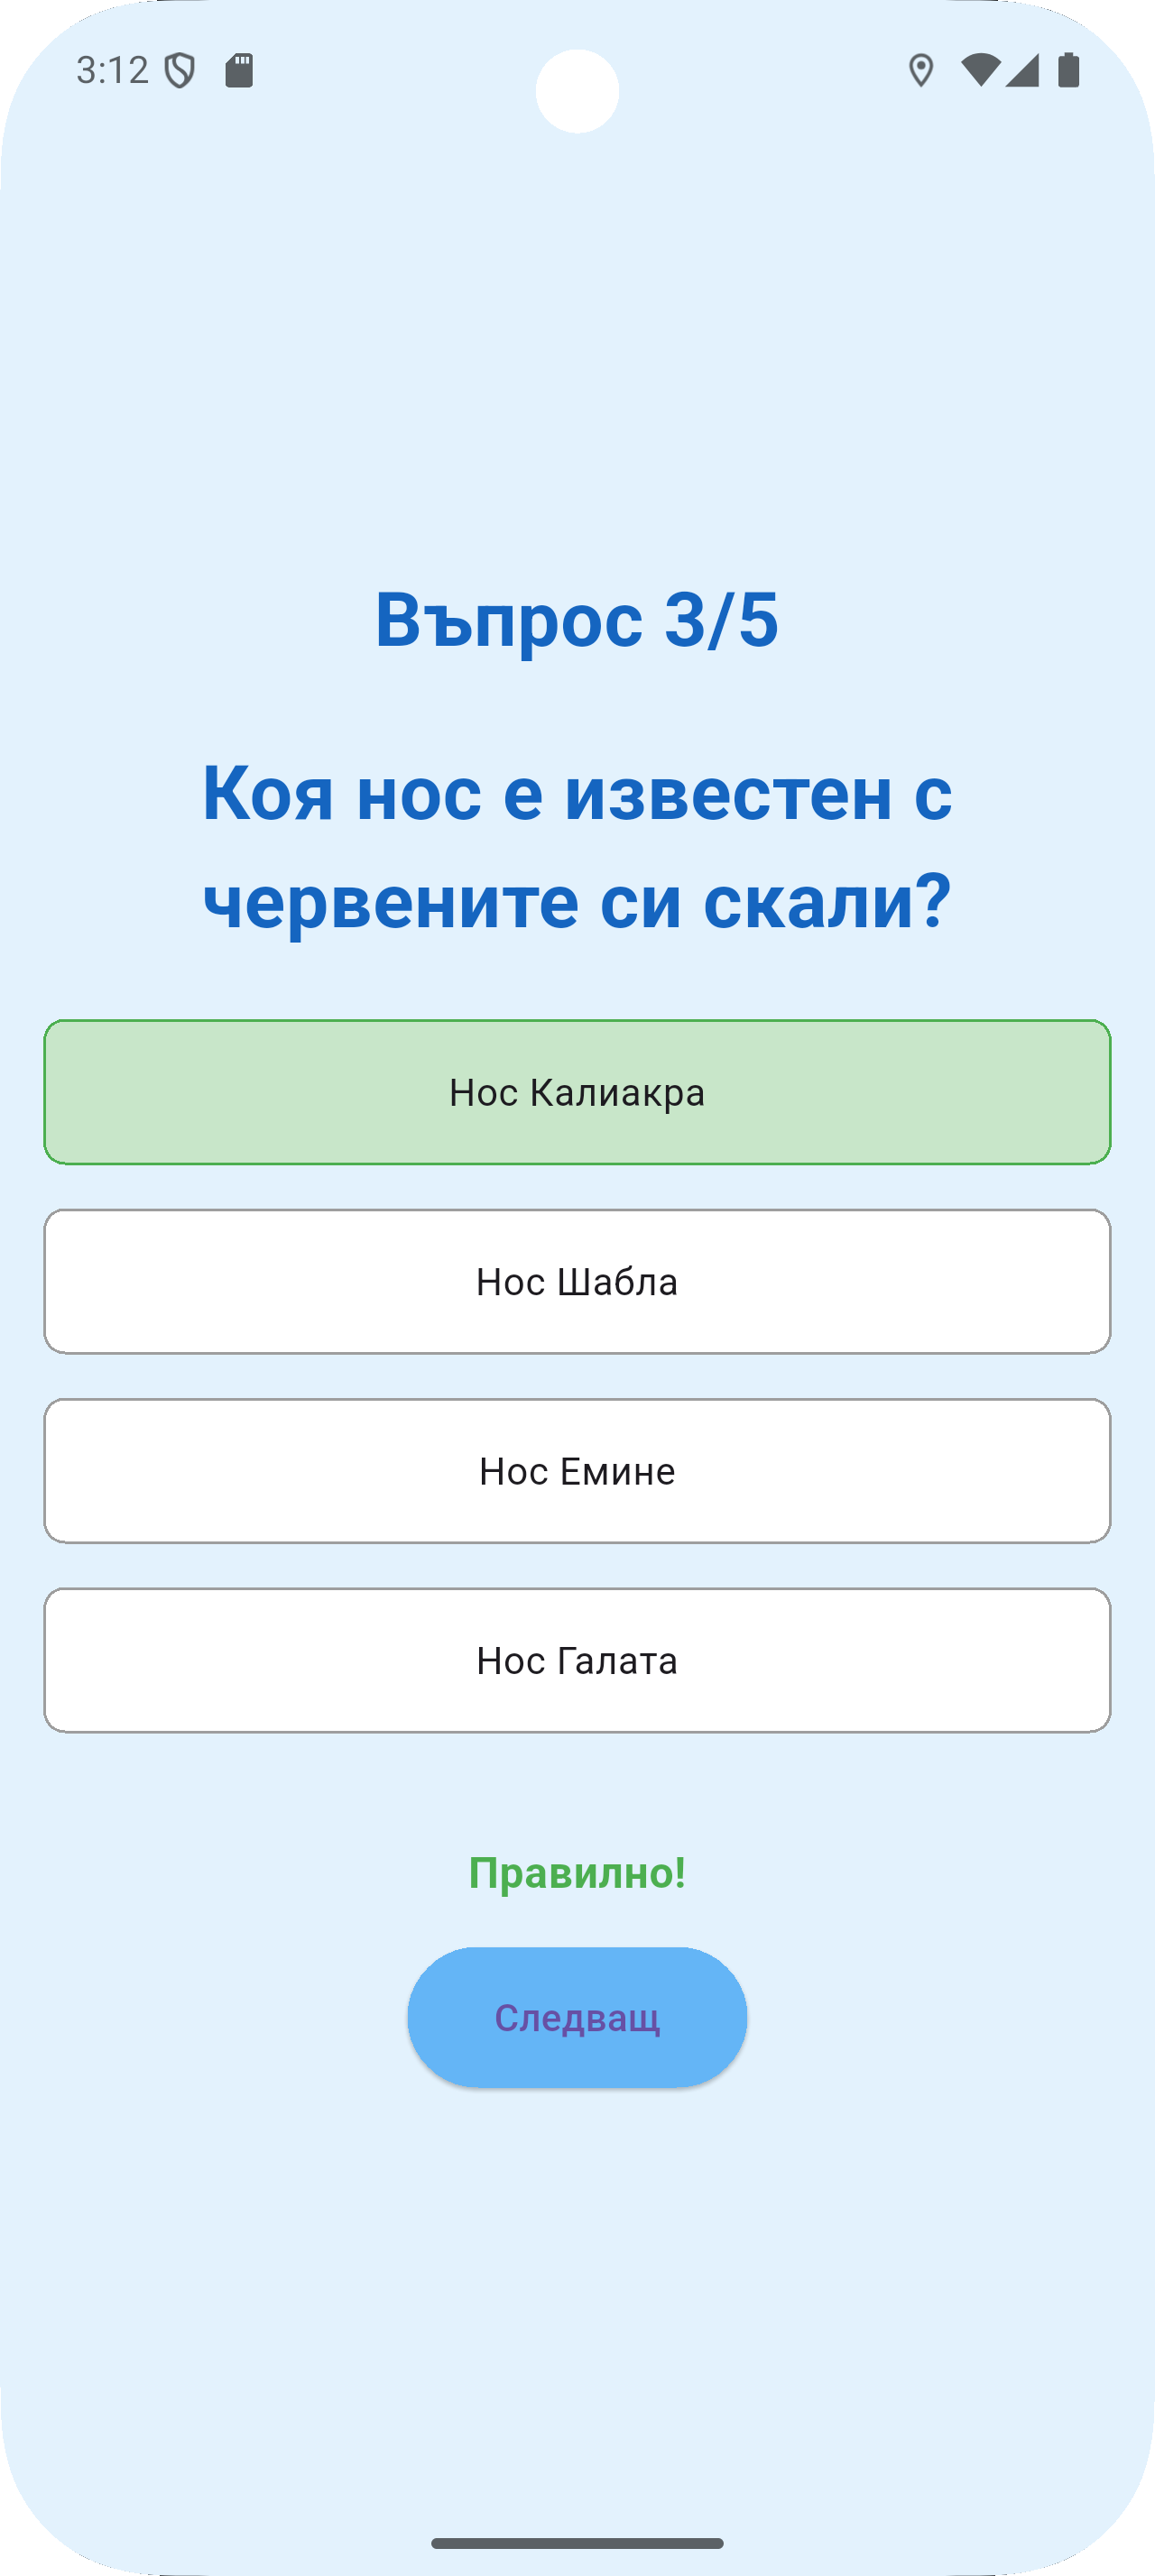 3:12
Въпрос 3/5
Коя нос е известен с
червените си скали?
Нос Калиакра
Нос Шабла
Нос Емине
Нос Галата
Правилно!
Следващ